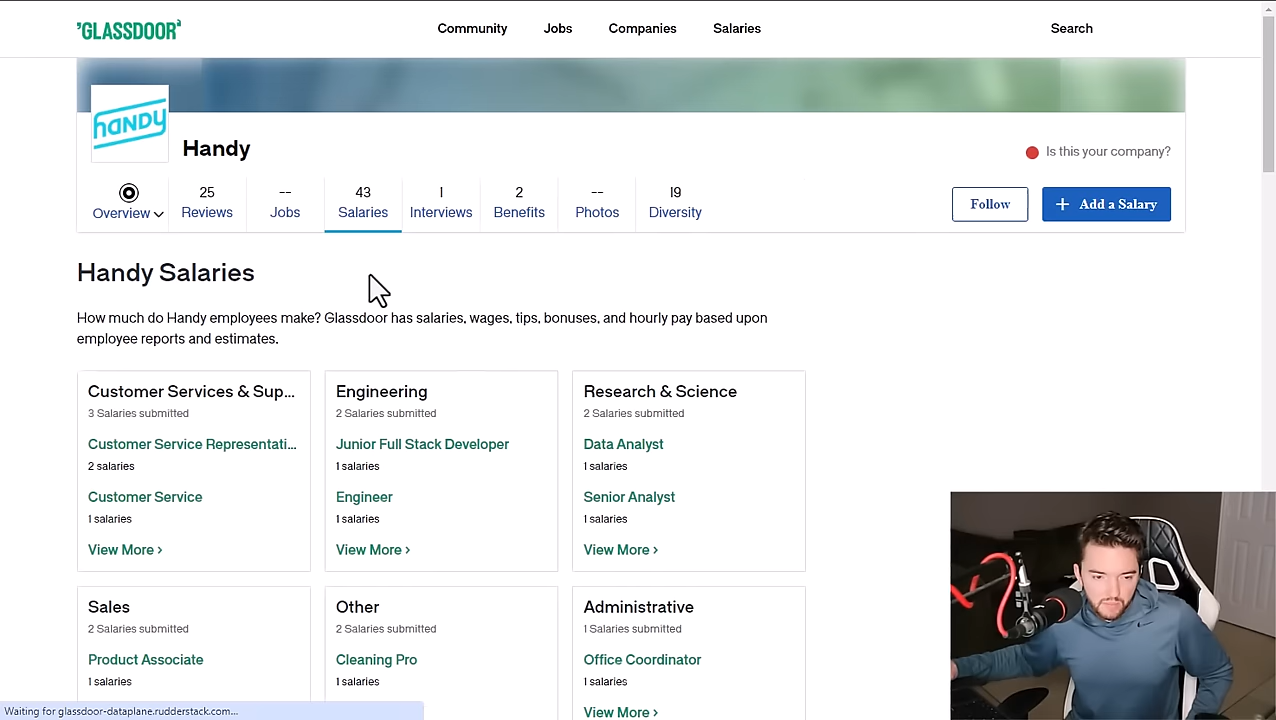 GLASSDOOR
Community
Jobs
Companies
Salaries
Search
HANDY
Handy
Is this your company?
Overview
25
Reviews
--
Jobs
43
Salaries
1
Interviews
2
Benefits
--
Photos
19
Diversity
Follow
+ Add a Salary
Handy Salaries
How much do Handy employees make? Glassdoor has salaries, wages, tips, bonuses, and hourly pay based upon
employee reports and estimates.
Customer Services & Sup...
3 Salaries submitted
Customer Service Representati...
2 salaries
Customer Service
1 salaries
View More ›
Engineering
2 Salaries submitted
Junior Full Stack Developer
1 salaries
Engineer
1 salaries
View More ›
Research & Science
2 Salaries submitted
Data Analyst
1 salaries
Senior Analyst
1 salaries
View More ›
Sales
2 Salaries submitted
Product Associate
1 salaries
Other
2 Salaries submitted
Cleaning Pro
1 salaries
Administrative
1 Salaries submitted
Office Coordinator
1 salaries
View More ›
Waiting for glassdoor-dataplane.rudderstack.com...